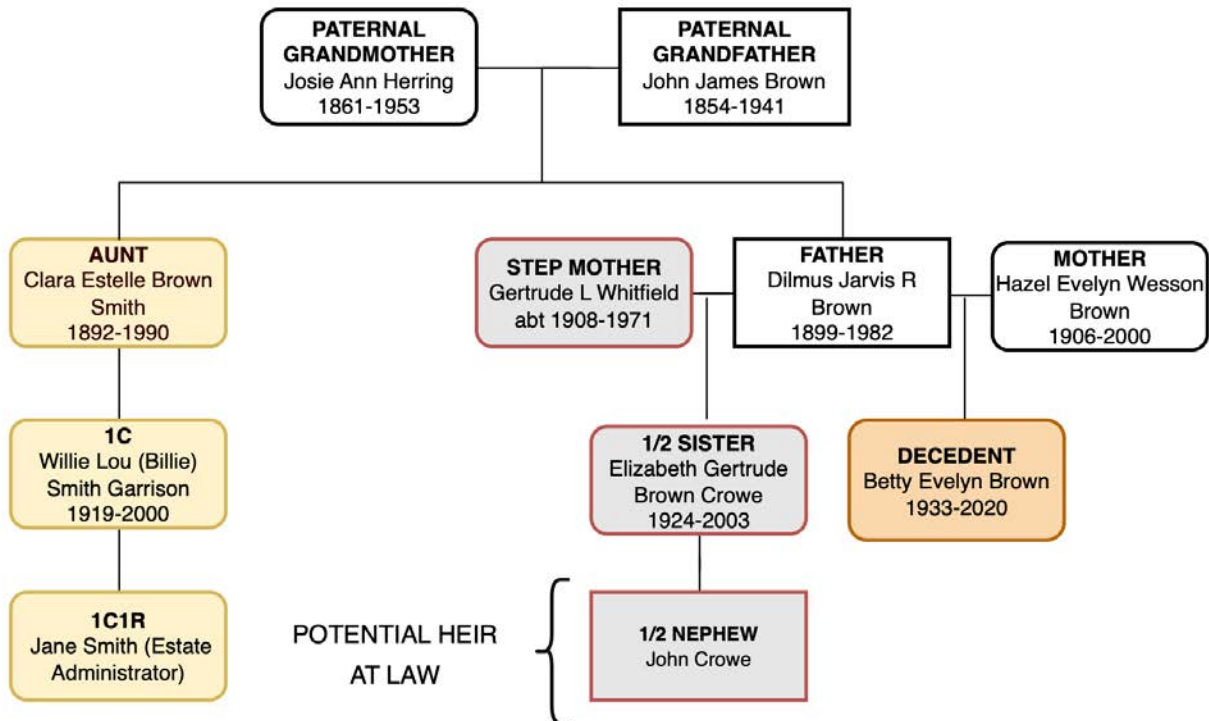 PATERNAL
GRANDMOTHER
Josie Ann Herring
1861-1953
PATERNAL
GRANDFATHER
John James Brown
1854-1941
AUNT
Clara Estelle Brown
Smith
1892-1990
STEP MOTHER
Gertrude L Whitfield
abt 1908-1971
FATHER
Dilmus Jarvis R
Brown
1899-1982
MOTHER
Hazel Evelyn Wesson
Brown
1906-2000
1C
Willie Lou (Billie)
Smith Garrison
1919-2000
1/2 SISTER
Elizabeth Gertrude
Brown Crowe
1924-2003
DECEDENT
Betty Evelyn Brown
1933-2020
1C1R
Jane Smith (Estate
Administrator)
POTENTIAL HEIR
AT LAW
1/2 NEPHEW
John Crowe